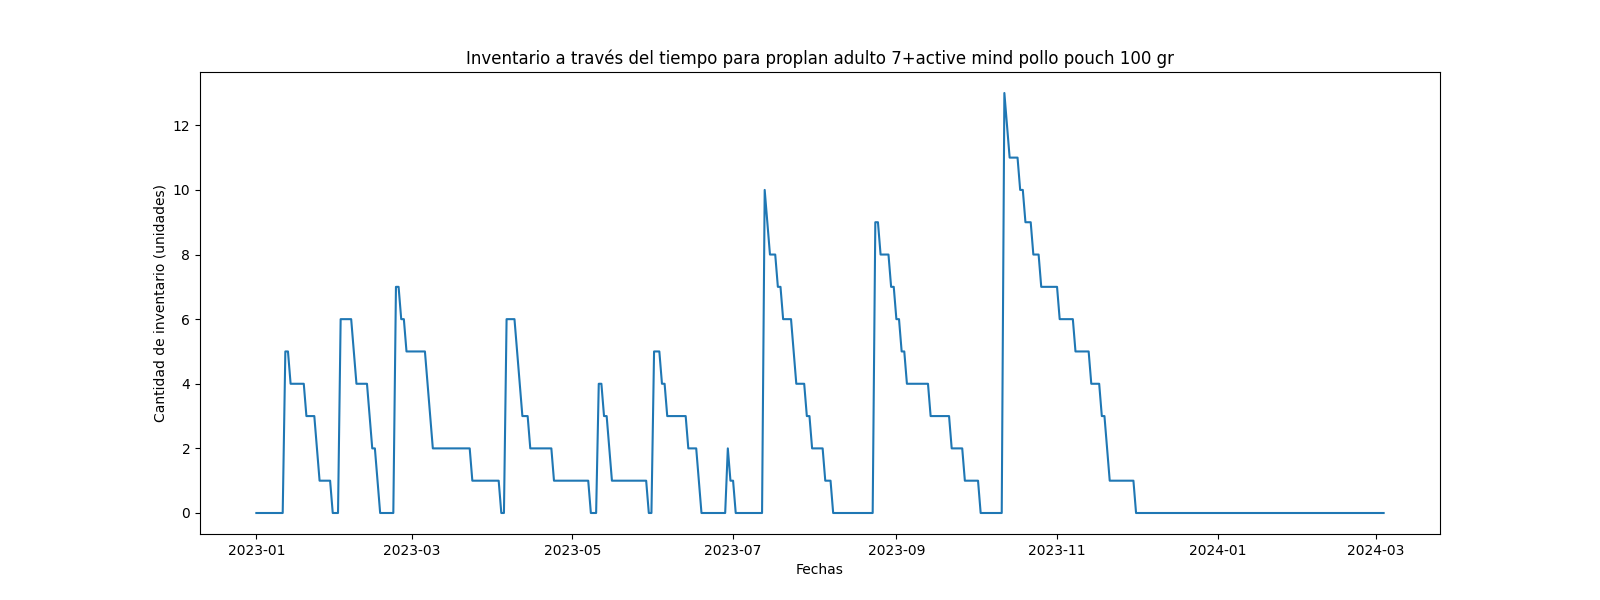 Inventario a través del tiempo para proplan adulto 7+active mind pollo pouch 100 gr
Cantidad de inventario (unidades)
12
10
8
6
4
2
0
2023-01 2023-03 2023-05 2023-07 2023-09 2023-11 2024-01 2024-03
Fechas